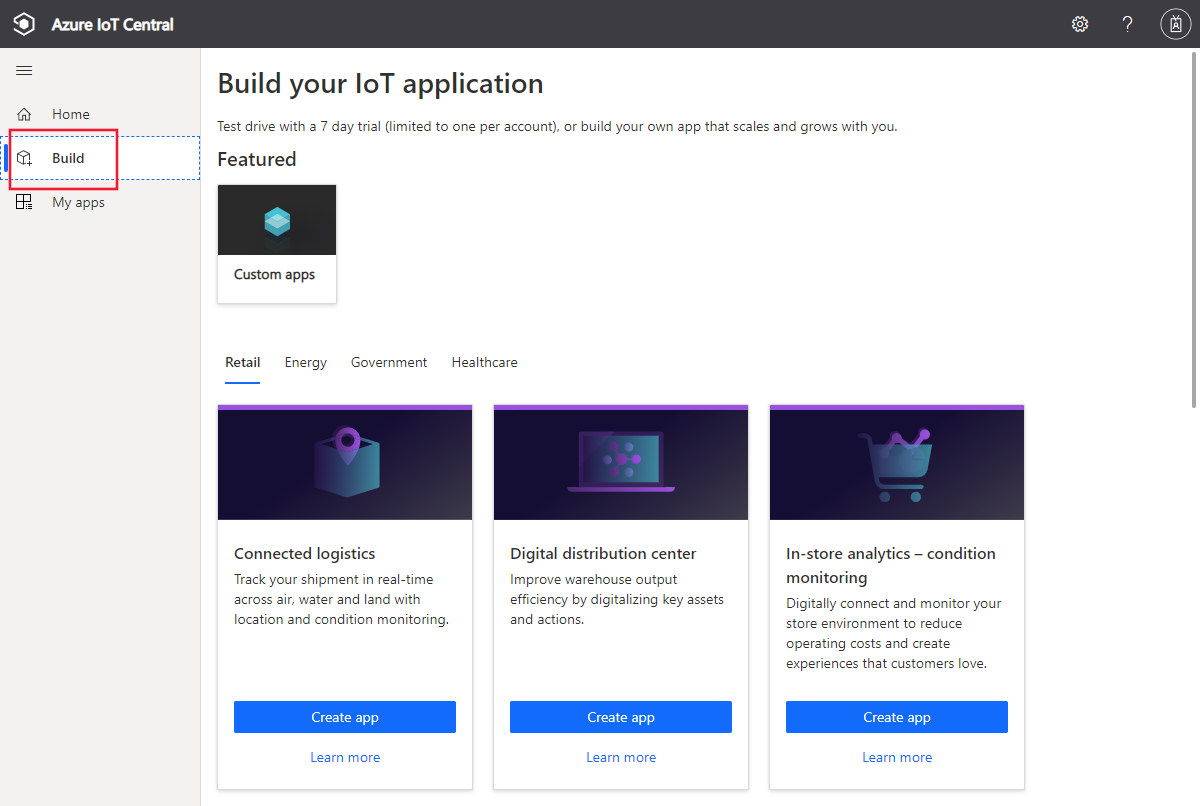 Azure IoT Central
?
Home
Build
My apps
Build your IoT application
Test drive with a 7 day trial (limited to one per account), or build your own app that scales and grows with you.
Featured
Custom apps
Retail Energy Government Healthcare
Connected logistics
Track your shipment in real-time
across air, water and land with
location and condition monitoring.
Create app
Learn more
Digital distribution center
Improve warehouse output
efficiency by digitalizing key assets
and actions.
Create app
Learn more
In-store analytics – condition
monitoring
Digitally connect and monitor your
store environment to reduce
operating costs and create
experiences that customers love.
Create app
Learn more